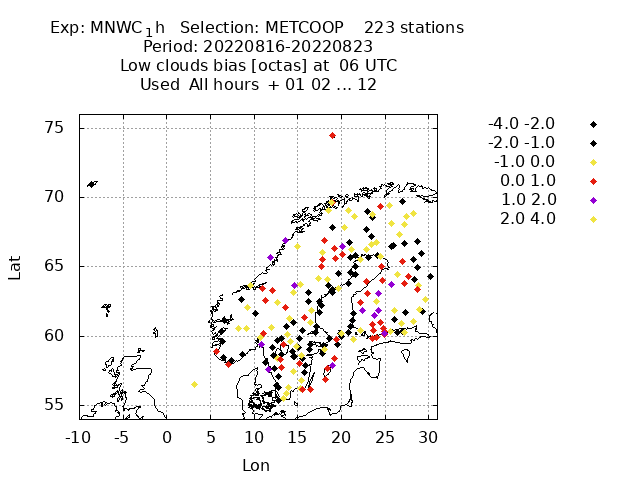 Exp: MNWC1h   Selection: METCOOP    223 stations
Period: 20220816-20220823
Low clouds bias [octas] at  06 UTC
Used  All hours  + 01 02 ... 12
-4.0 -2.0
-2.0 -1.0
-1.0 0.0
0.0 1.0
1.0 2.0
2.0 4.0
75
70
65
60
55
Lat
-10 -5 0 5 10 15 20 25 30
Lon